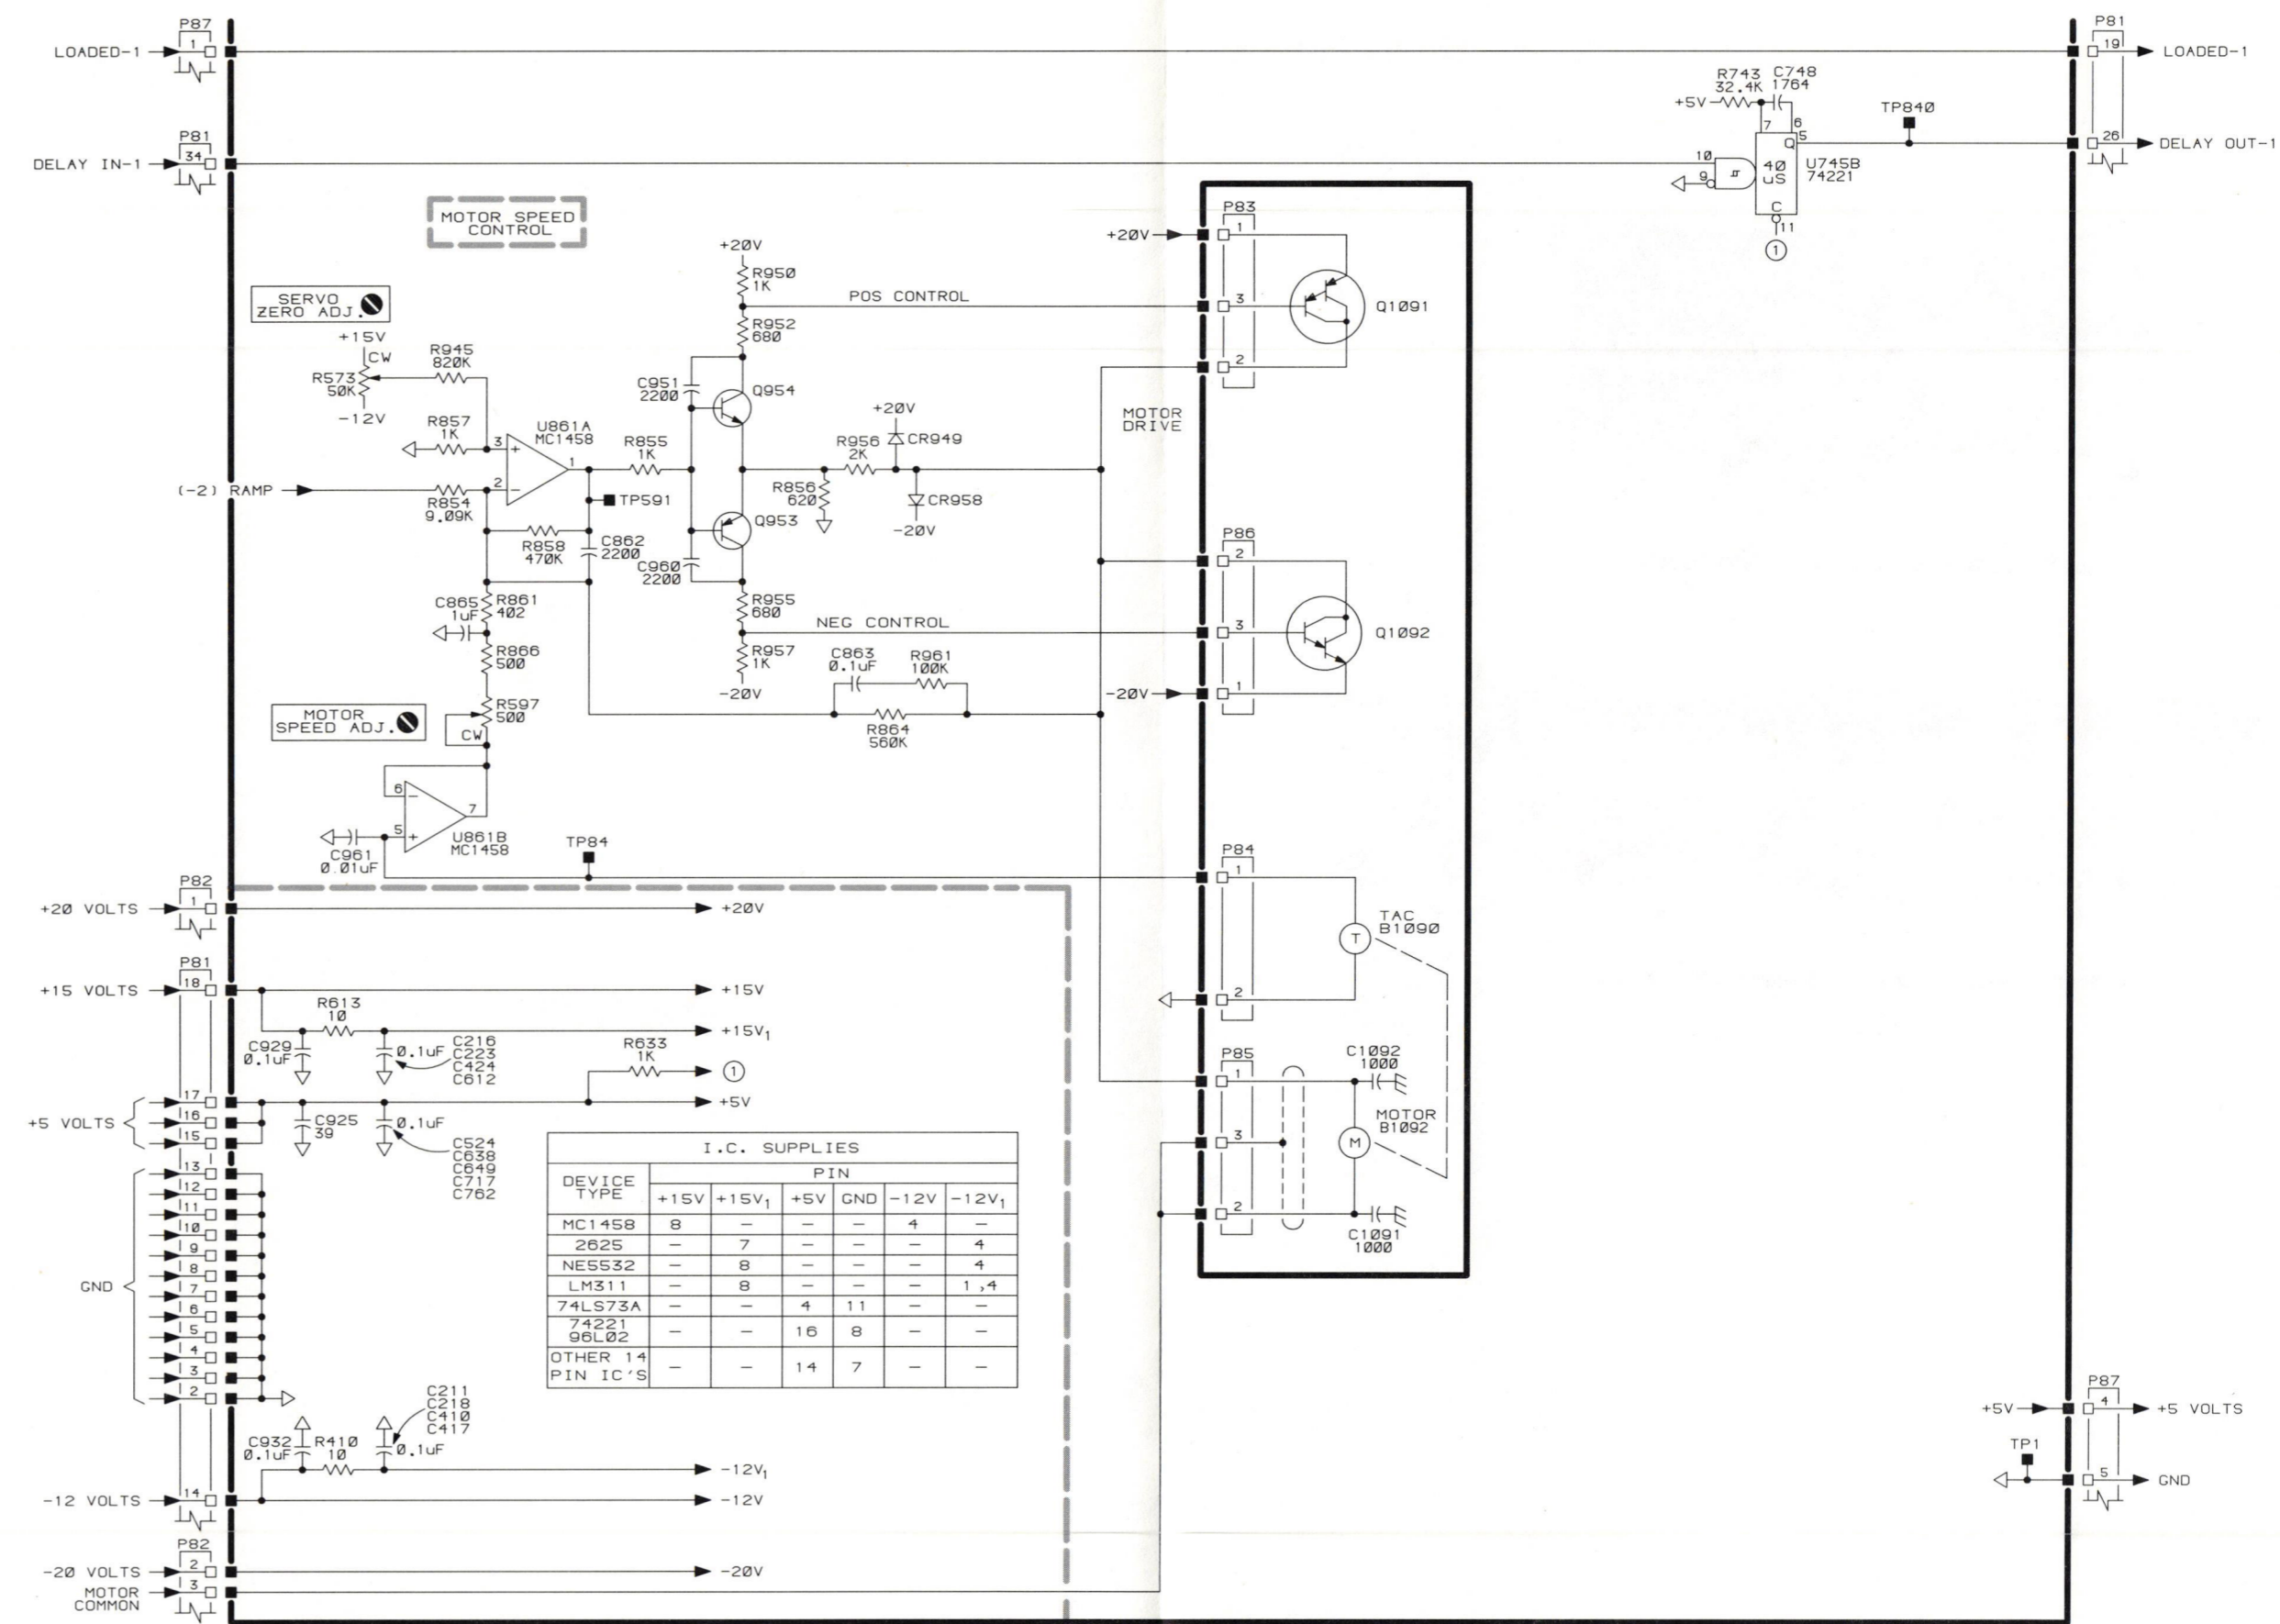 P87
1
LOADED-1
P81
19
LOADED-1
R743
32.4K
C748
1764
+5V
7
6
5
Q
TP840
26
DELAY OUT-1
P81
34
DELAY IN-1
10
9
40
uS
U745B
74221
C
11
1
MOTOR SPEED
CONTROL
P83
+20V
1
3
2
Q1091
+20V
R950
1K
POS CONTROL
R952
680
SERVO
ZERO ADJ.
+15V
CW
R573
50K
-12V
R945
820K
R857
1K
3
+
U861A
MC1458
1
2
-
(-2) RAMP
R854
9.09K
R855
1K
C951
2200
Q954
+20V
CR949
R956
2K
R856
620
CR958
-20V
MOTOR
DRIVE
TP591
Q953
R858
470K
C862
2200
C960
2200
P86
2
3
1
Q1092
-20V
C865
1uF
R861
402
R866
500
R955
680
NEG CONTROL
R957
1K
-20V
C863
0.1uF
R961
100K
R864
560K
MOTOR
SPEED ADJ.
R597
500
CW
6
-
7
5
+
U861B
MC1458
C961
0.01uF
TP84
P84
1
2
TAC
B1090
T
P82
1
+20 VOLTS
+20V
P81
18
+15 VOLTS
+15V
R613
10
+15V1
C929
0.1uF
0.1uF
C216
C223
C424
C612
R633
1K
1
+5V
17
16
15
+5 VOLTS
C925
39
0.1uF
C524
C638
C649
C717
C762
P85
1
3
2
C1092
1000
MOTOR
B1092
M
C1091
1000
13
12
11
10
9
8
7
6
5
4
3
2
GND
I.C. SUPPLIES
DEVICE
TYPE
PIN
+15V +15V1 +5V GND -12V -12V1
MC1458 8 - - - 4 -
2625 - 7 - - - 4
NE5532 - 8 - - - 4
LM311 - 8 - - - 1,4
74LS73A - - 4 11 - -
74221
96L02 - - 16 8 - -
OTHER 14
PIN IC'S - - 14 7 - -
C211
C218
C410
C417
C932
0.1uF
R410
10
0.1uF
-12V1
14
-12 VOLTS
-12V
P82
2
-20 VOLTS
-20V
3
MOTOR
COMMON
P87
+5V
4
+5 VOLTS
TP1
5
GND